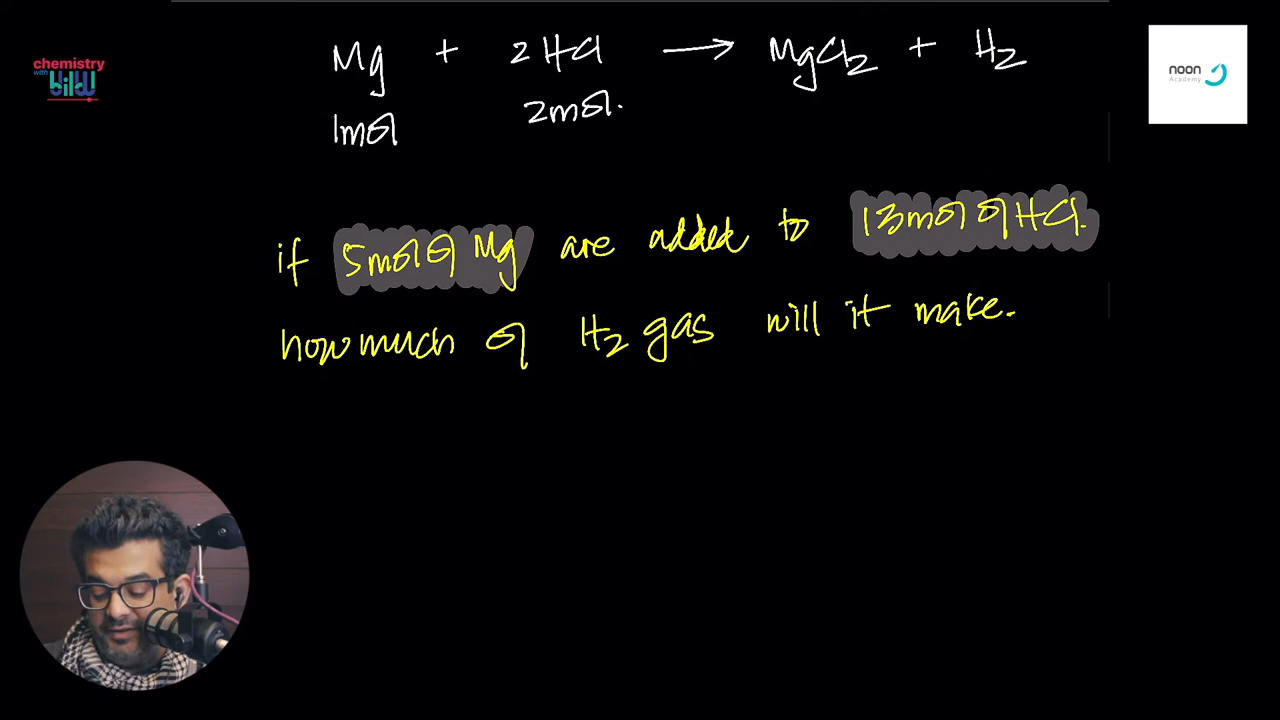 Mg + 2HCl → MgCl2 + H2
1mol 2mol.
chemistry
with
bilal
noon
Academy
if 5mol of Mg are added to 13mol of HCl.
how much of H2 gas will it make.